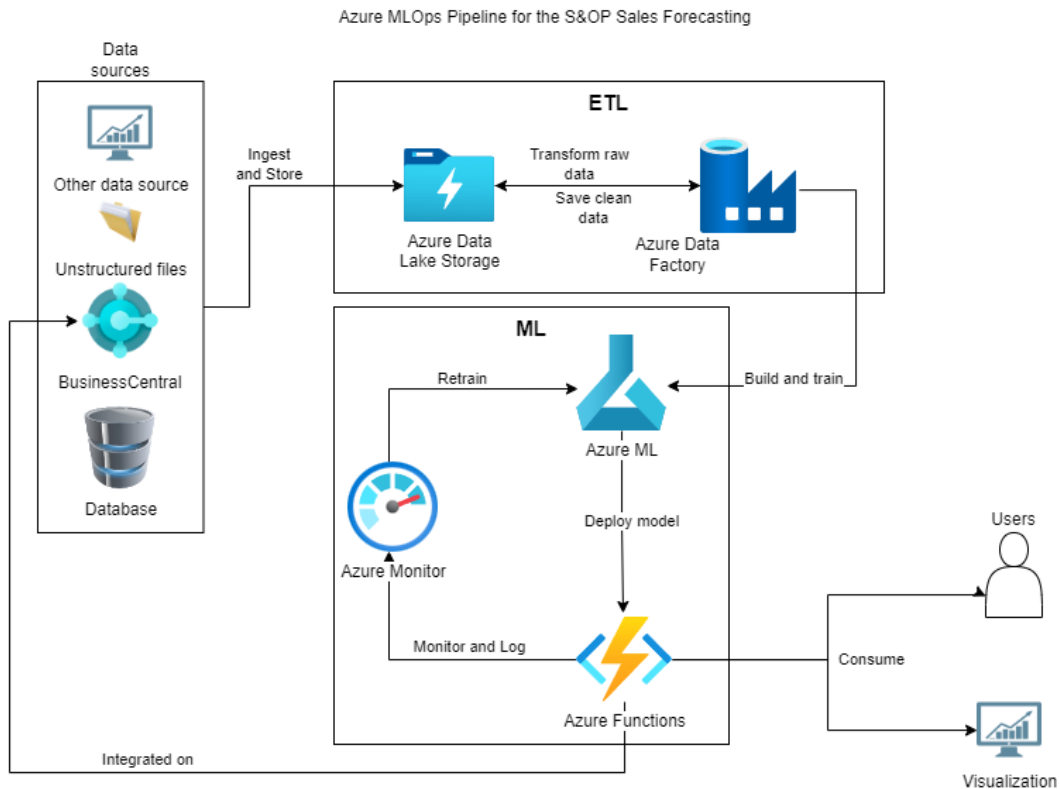 Azure MLOps Pipeline for the S&OP Sales Forecasting
Data
sources
Other data source
Unstructured files
BusinessCentral
Database
Ingest
and Store
ETL
Transform raw
data
Save clean
data
Azure Data
Lake Storage
Azure Data
Factory
ML
Retrain
Build and train
Azure ML
Deploy model
Azure Monitor
Monitor and Log
Azure Functions
Users
Consume
Visualization
Integrated on